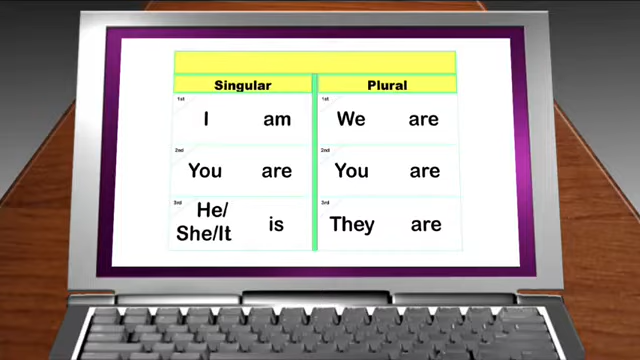 Singular Plural
1st 1st
I am We are
2nd 2nd
You are You are
3rd 3rd
He/
She/It is They are